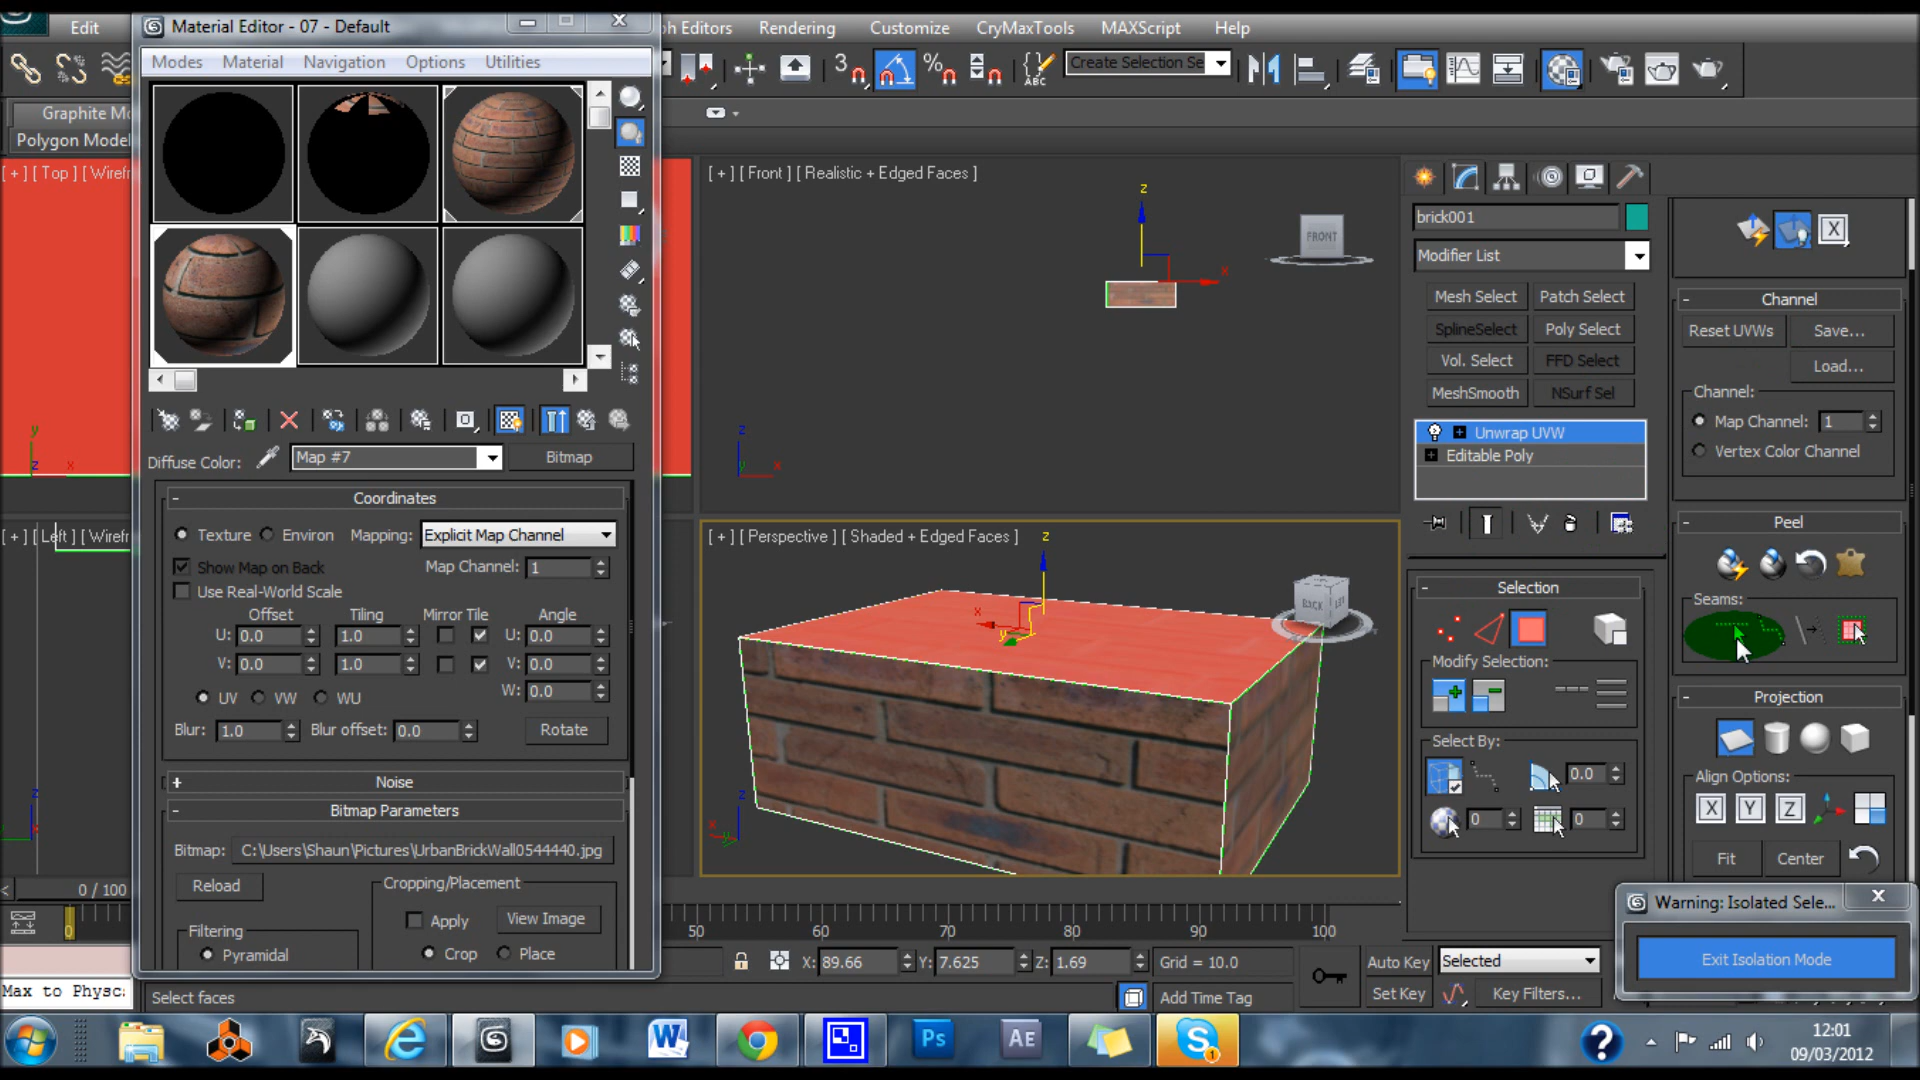 Edit
Material Editor - 07 - Default
ph Editors
Rendering
Customize
CryMaxTools
MAXScript
Help
Modes
Material
Navigation
Options
Utilities
3
%
ABC
Create Selection Se
Graphite Mo
Polygon Model
[ + ] [ Top ] [ Wirefr
[ + ] [ Front ] [ Realistic + Edged Faces ]
z
x
FRONT
brick001
Modifier List
Mesh Select
Patch Select
SplineSelect
Poly Select
Vol. Select
FFD Select
MeshSmooth
NSurf Sel
Unwrap UVW
Editable Poly
X
Channel
Reset UVWs
Save...
Load...
Channel:
Map Channel:
1
Vertex Color Channel
Peel
Seams:
Projection
Align Options:
X
Y
Z
Fit
Center
Diffuse Color:
Map #7
Bitmap
Coordinates
Texture
Environ
Mapping:
Explicit Map Channel
Show Map on Back
Map Channel:
1
Use Real-World Scale
Offset
Tiling
Mirror Tile
Angle
U: 0.0
1.0
U: 0.0
V: 0.0
1.0
V: 0.0
W: 0.0
UV
VW
WU
Blur: 1.0
Blur offset: 0.0
Rotate
Noise
Bitmap Parameters
Bitmap:
C:\Users\Shaun\Pictures\UrbanBrickWall0544440.jpg
Reload
Cropping/Placement
Apply
View Image
Filtering
Pyramidal
Crop
Place
[ + ] [ Left ] [ Wirefr
[ + ] [ Perspective ] [ Shaded + Edged Faces ]
z
x
y
BACK
Selection
Modify Selection:
Select By:
0.0
0
0
0 / 100
0
50
60
70
80
90
100
X: 89.66
Y: 7.625
Z: 1.69
Grid = 10.0
Auto Key
Selected
Set Key
Key Filters...
Add Time Tag
Select faces
Max to Physc:
Warning: Isolated Sele...
Exit Isolation Mode
Ps
AE
12:01
09/03/2012